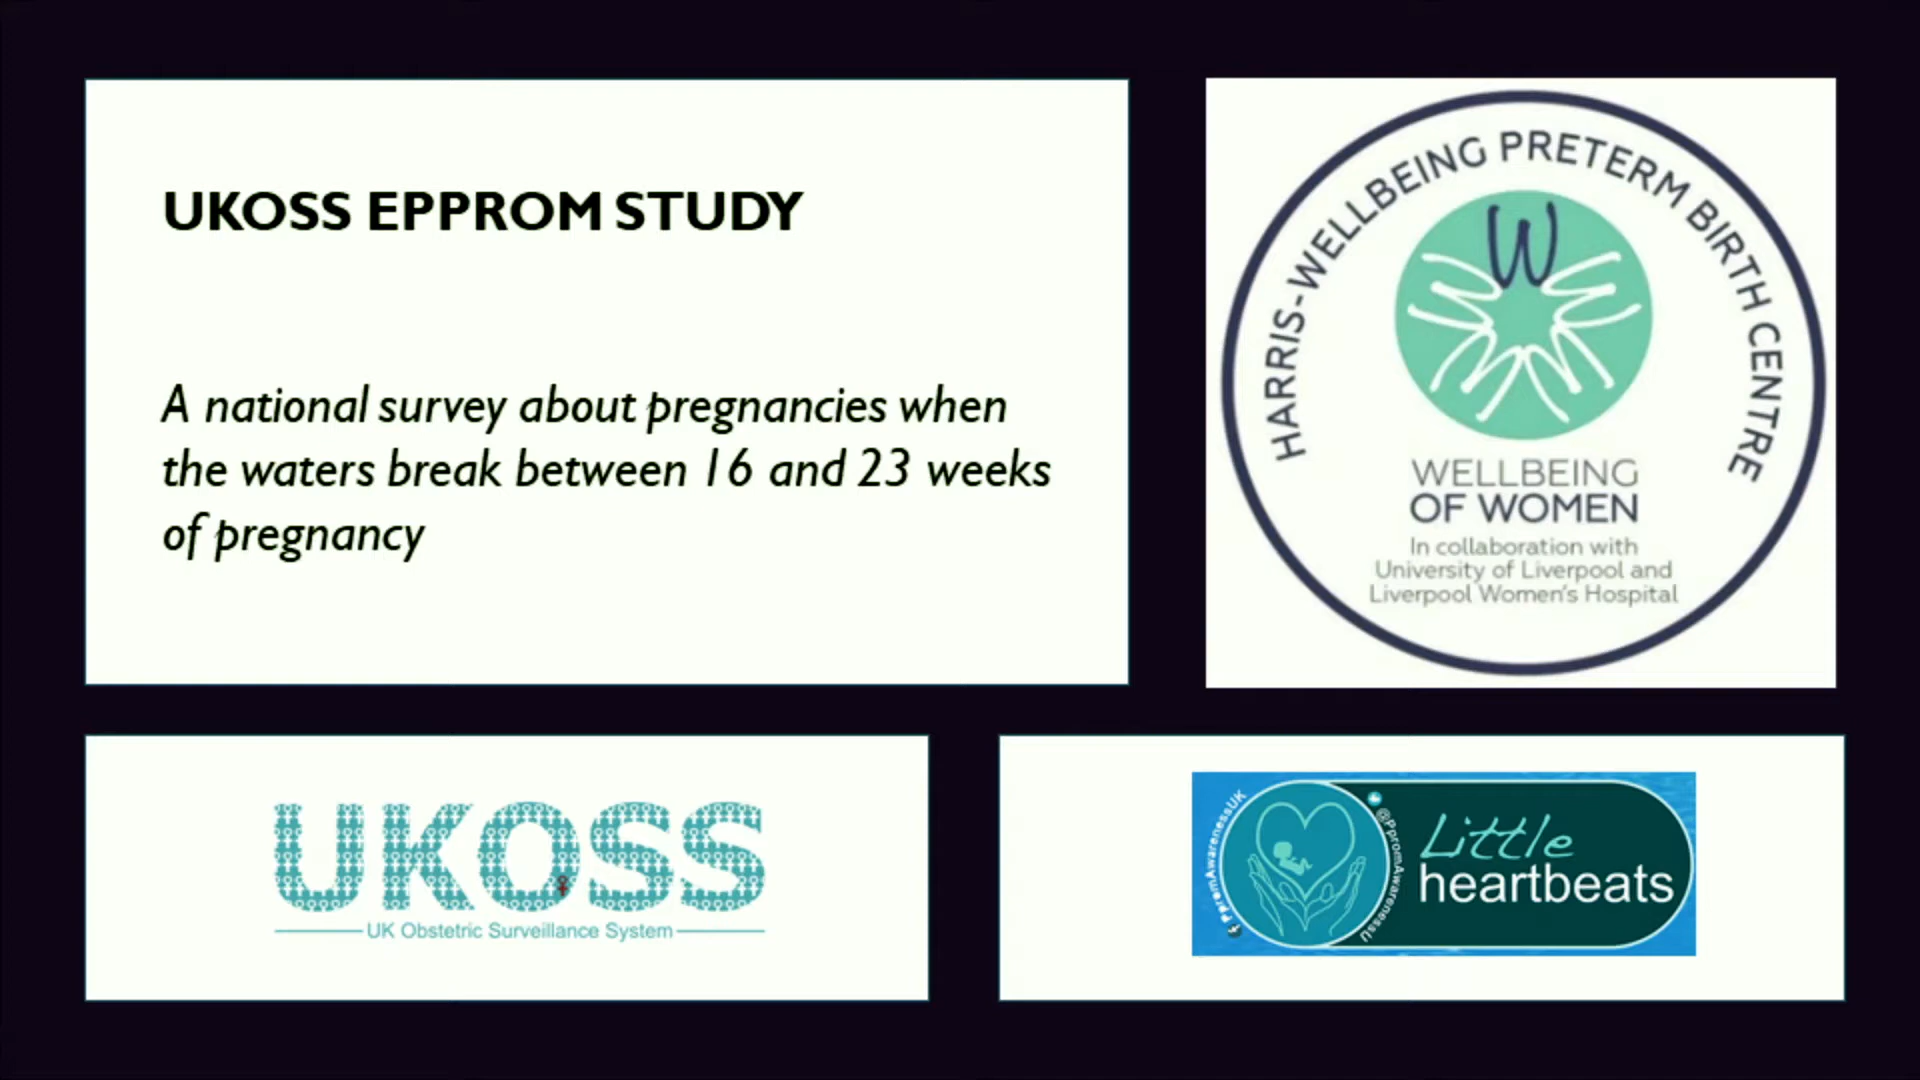 UKOSS EPPROM STUDY
A national survey about pregnancies when
the waters break between 16 and 23 weeks
of pregnancy
HARRIS-WELLBEING PRETERM BIRTH CENTRE
W
WELLBEING
OF WOMEN
In collaboration with
University of Liverpool and
Liverpool Women's Hospital
UKOSS
UK Obstetric Surveillance System
PpromAwarenessUK
@PpromAwarenessU
Little
heartbeats